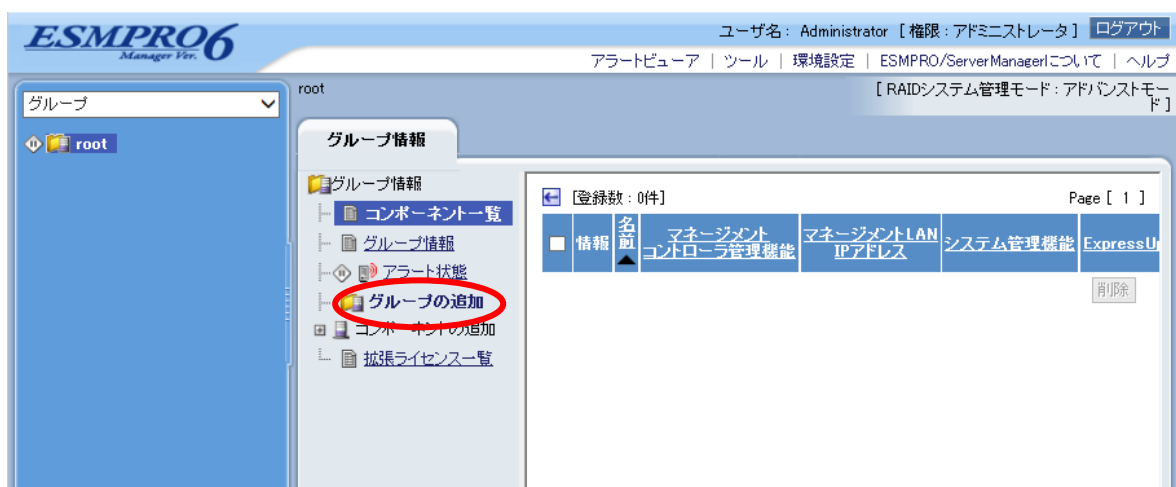 ESMPRO6
Manager Ver.
ユーザ名： Administrator [ 権限：アドミニストレータ ] ログアウト
アラートビューア | ツール | 環境設定 | ESMPRO/ServerManagerについて | ヘルプ
グループ
root
root
[ RAIDシステム管理モード：アドバンストモード ]
グループ情報
グループ情報
コンポーネント一覧
グループ情報
アラート状態
グループの追加
コンポーネントの追加
拡張ライセンス一覧
[登録数：0件]
Page [ 1 ]
情報
名前▲
マネージメント
コントローラ管理機能
マネージメントLAN
IPアドレス
システム管理機能
ExpressU
削除